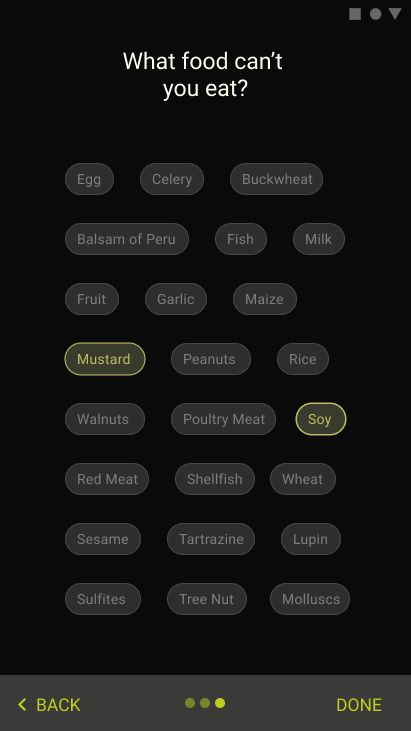 What food can't
you eat?
Egg Celery Buckwheat
Balsam of Peru Fish Milk
Fruit Garlic Maize
Mustard Peanuts Rice
Walnuts Poultry Meat Soy
Red Meat Shellfish Wheat
Sesame Tartrazine Lupin
Sulfites Tree Nut Molluscs
BACK DONE